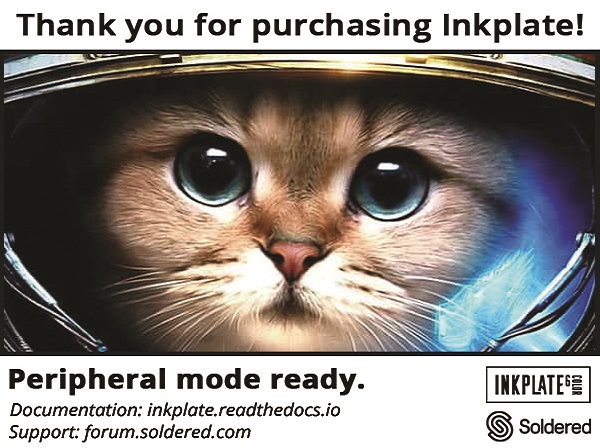 Thank you for purchasing Inkplate!
Peripheral mode ready.
Documentation: inkplate.readthedocs.io
Support: forum.soldered.com
INKPLATE 6 COLOR
Soldered